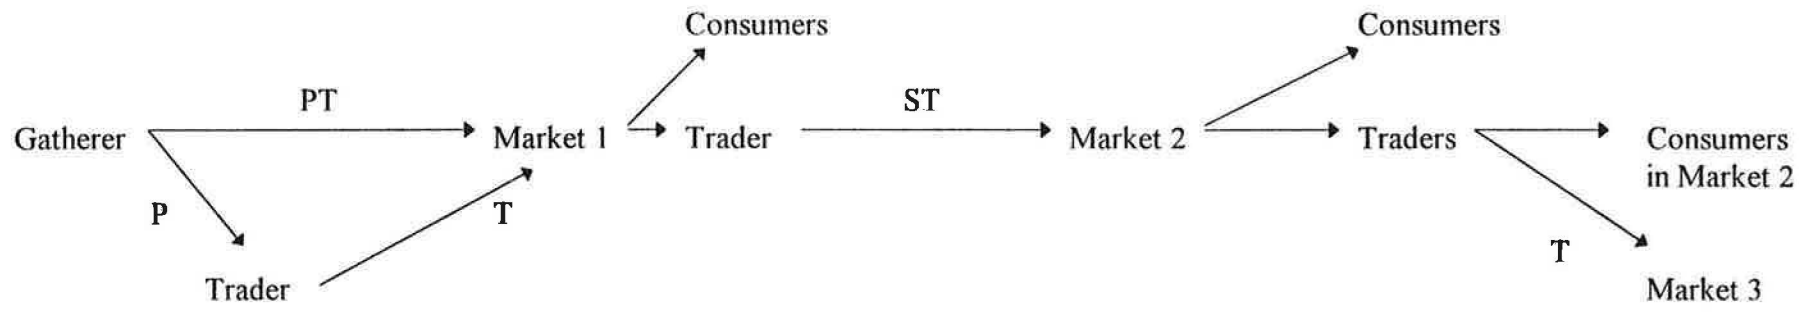 Consumers
Consumers
PT
ST
Gatherer
Market 1
Trader
Market 2
Traders
Consumers
in Market 2
P
T
T
Trader
Market 3